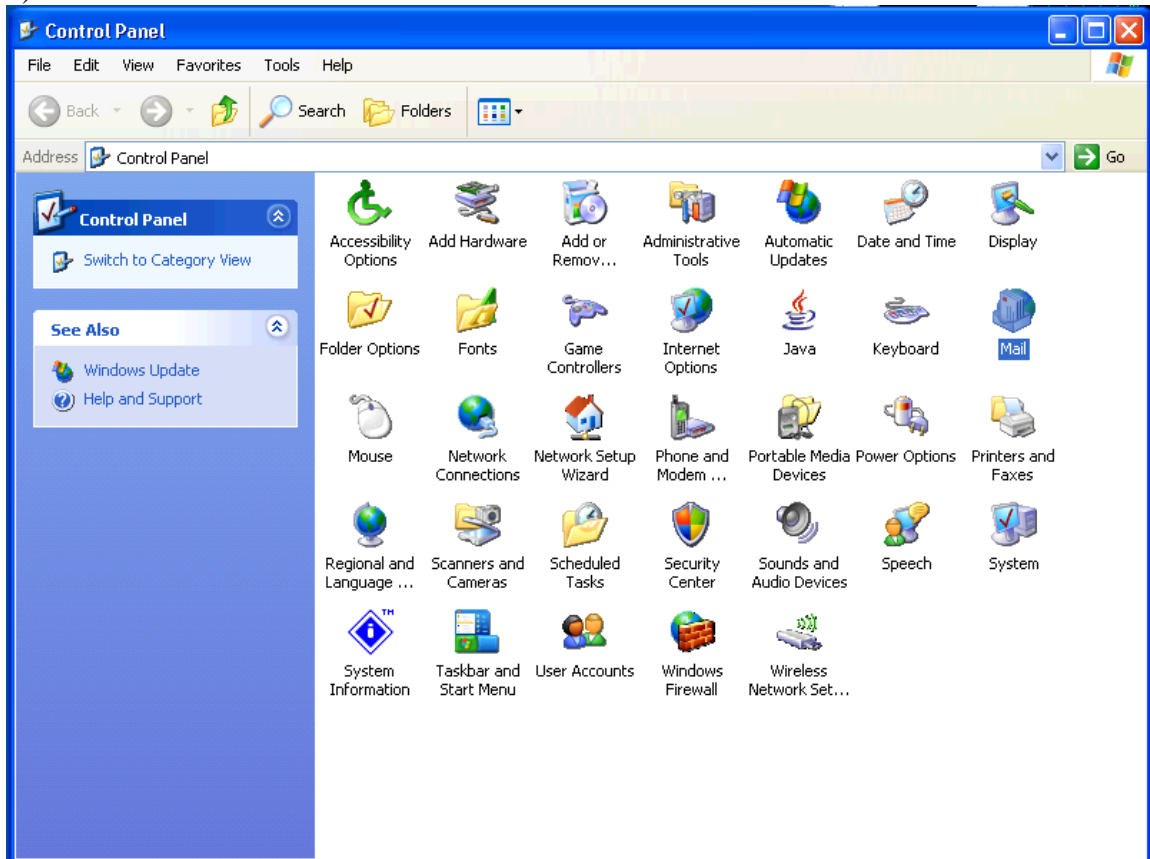 Control Panel
File Edit View Favorites Tools Help
Back Search Folders
Address Control Panel Go
Control Panel
Switch to Category View
See Also
Windows Update
Help and Support
Accessibility Options
Add Hardware
Add or Remov...
Administrative Tools
Automatic Updates
Date and Time
Display
Folder Options
Fonts
Game Controllers
Internet Options
Java
Keyboard
Mail
Mouse
Network Connections
Network Setup Wizard
Phone and Modem ...
Portable Media Devices
Power Options
Printers and Faxes
Regional and Language ...
Scanners and Cameras
Scheduled Tasks
Security Center
Sounds and Audio Devices
Speech
System
TM
System Information
Taskbar and Start Menu
User Accounts
Windows Firewall
Wireless Network Set...